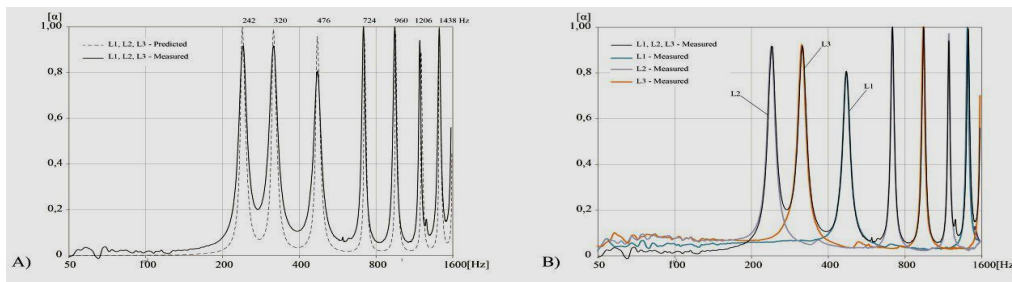 [α] 242 320 476 724 960 1206 1438 Hz
1,00
L1, L2, L3 - Predicted
L1, L2, L3 - Measured
0,8
0,6
0,4
0,2
0
A) 50 100 200 400 800 1600[Hz]
[α]
1,00
L1, L2, L3 - Measured
L1 - Measured
L2 - Measured
L3 - Measured
L3
L2
L1
0,8
0,6
0,4
0,2
0
B) 50 100 200 400 800 1600[Hz]